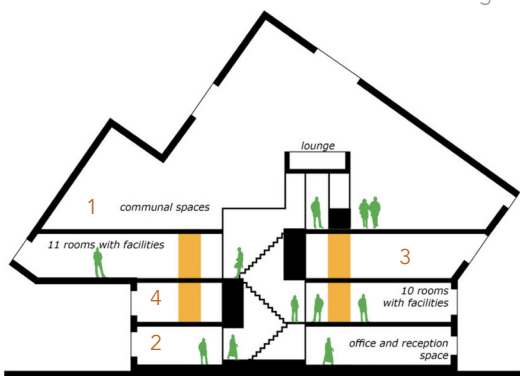 g
lounge
1
communal spaces
11 rooms with facilities
3
4
10 rooms
with facilities
2
office and reception
space